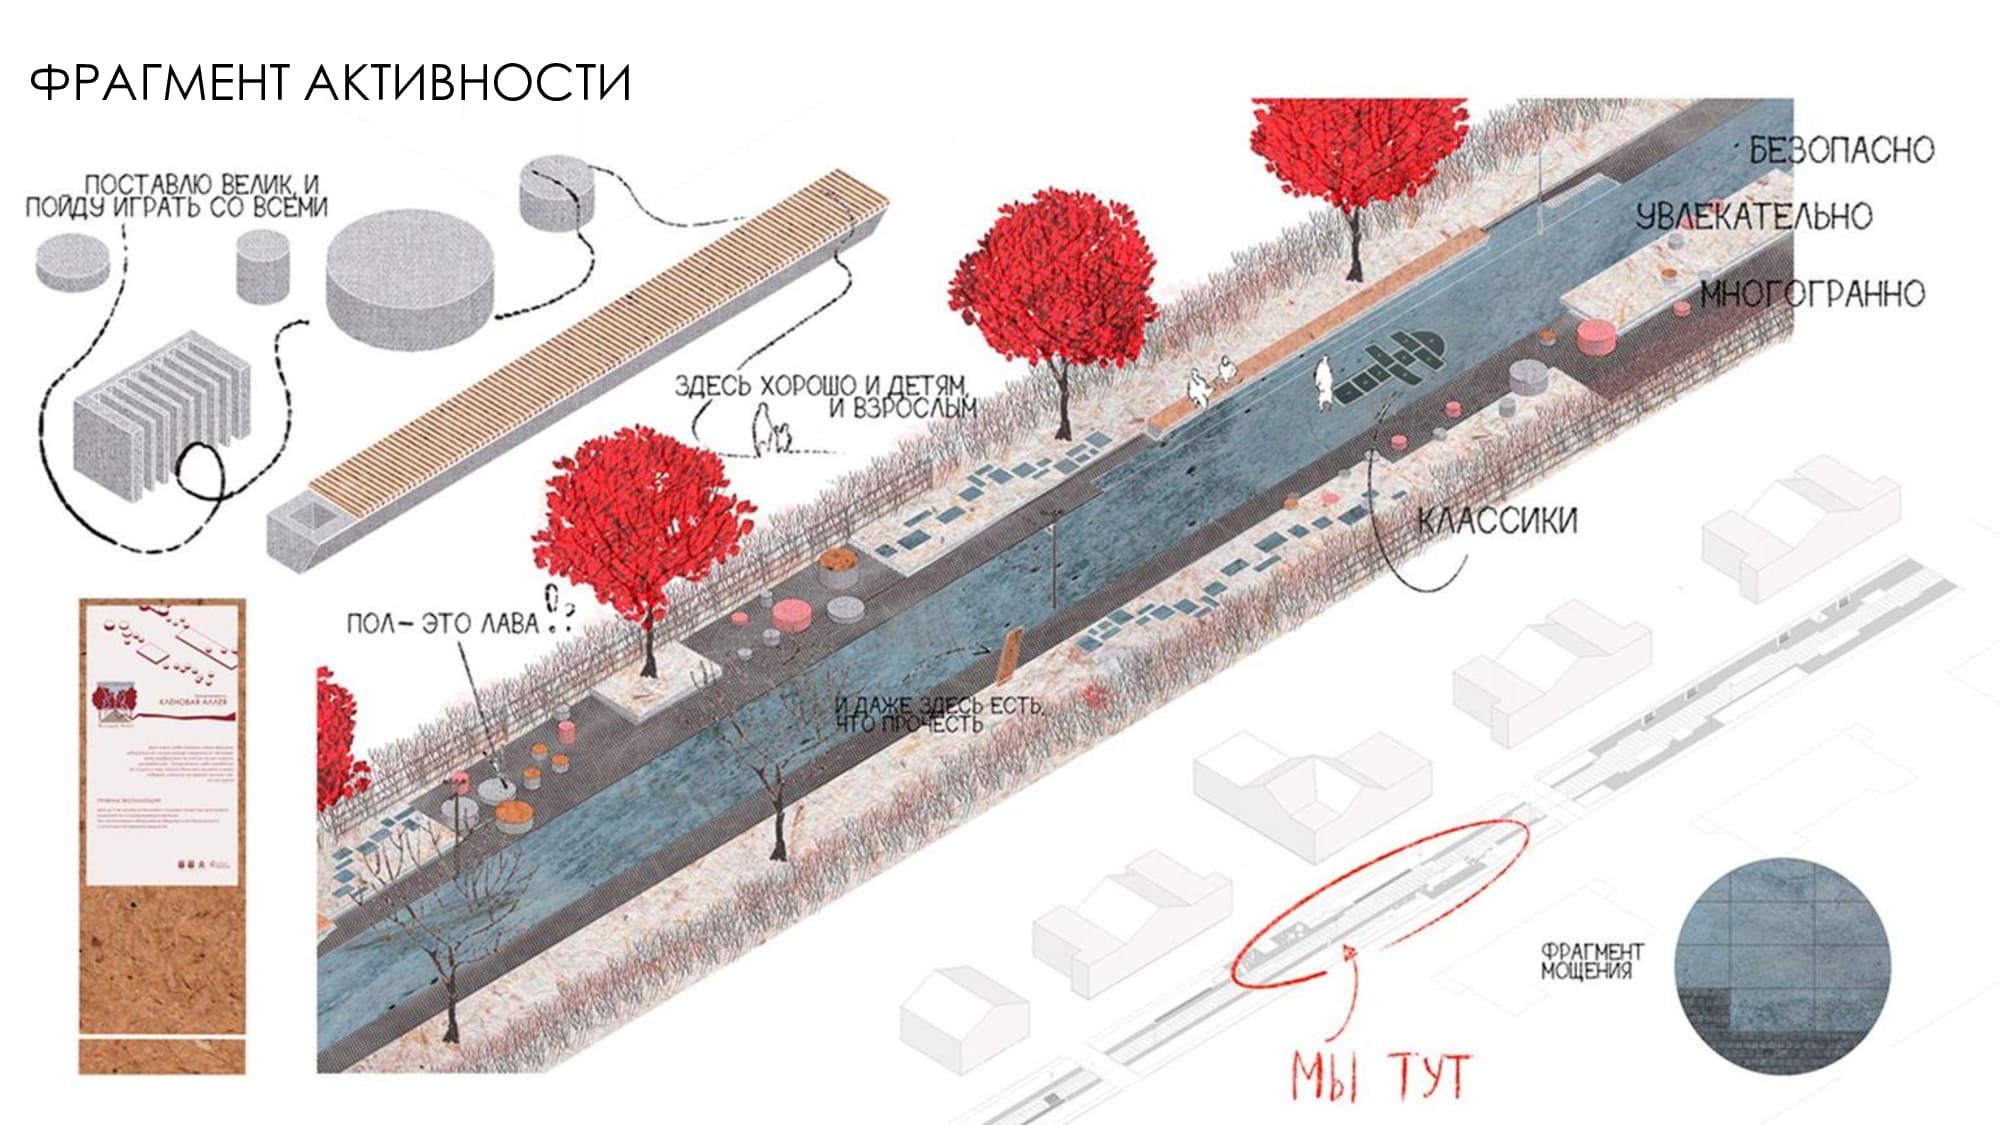 ФРАГМЕНТ АКТИВНОСТИ
ПОСТАВЛЮ ВЕЛИК, И
ПОЙДУ ИГРАТЬ СО ВСЕМИ
ЗДЕСЬ ХОРОШО И ДЕТЯМ,
И ВЗРОСЛЫМ
БЕЗОПАСНО
УВЛЕКАТЕЛЬНО
МНОГОГРАННО
КЛАССИКИ
ПОЛ - ЭТО ЛАВА!?
И ДАЖЕ ЗДЕСЬ ЕСТЬ,
ЧТО ПРОЧЕСТЬ
КЛЕНОВАЯ АЛЛЕЯ
ФРАГМЕНТ
МОЩЕНИЯ
МЫ ТУТ